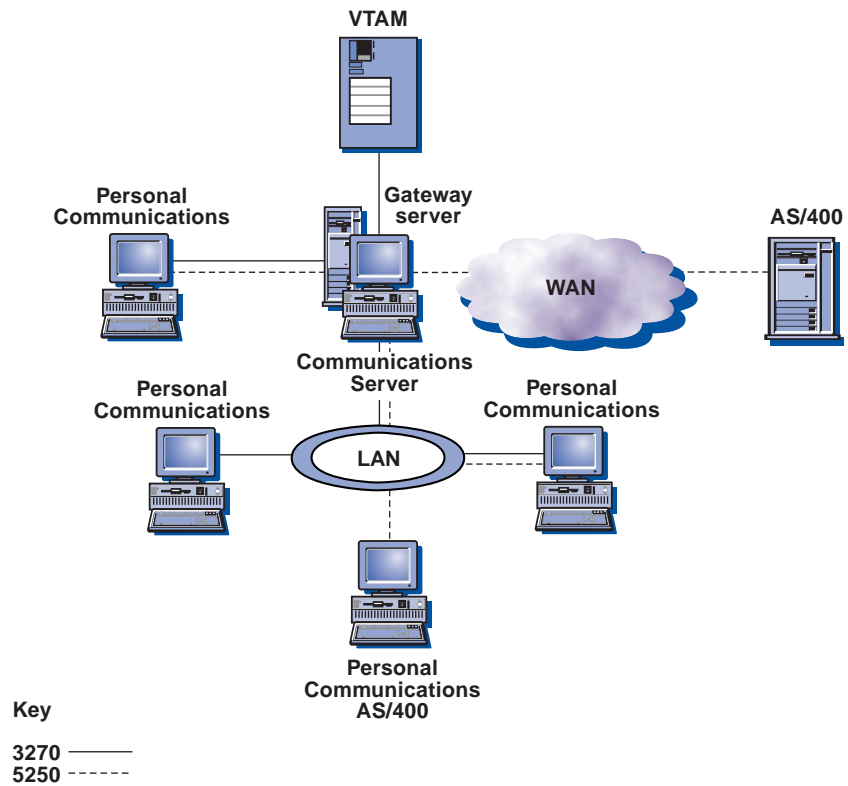 VTAM
Personal
Communications
Gateway
server
AS/400
WAN
Communications
Server
Personal
Communications
Personal
Communications
LAN
Personal
Communications
AS/400
Key
3270
5250